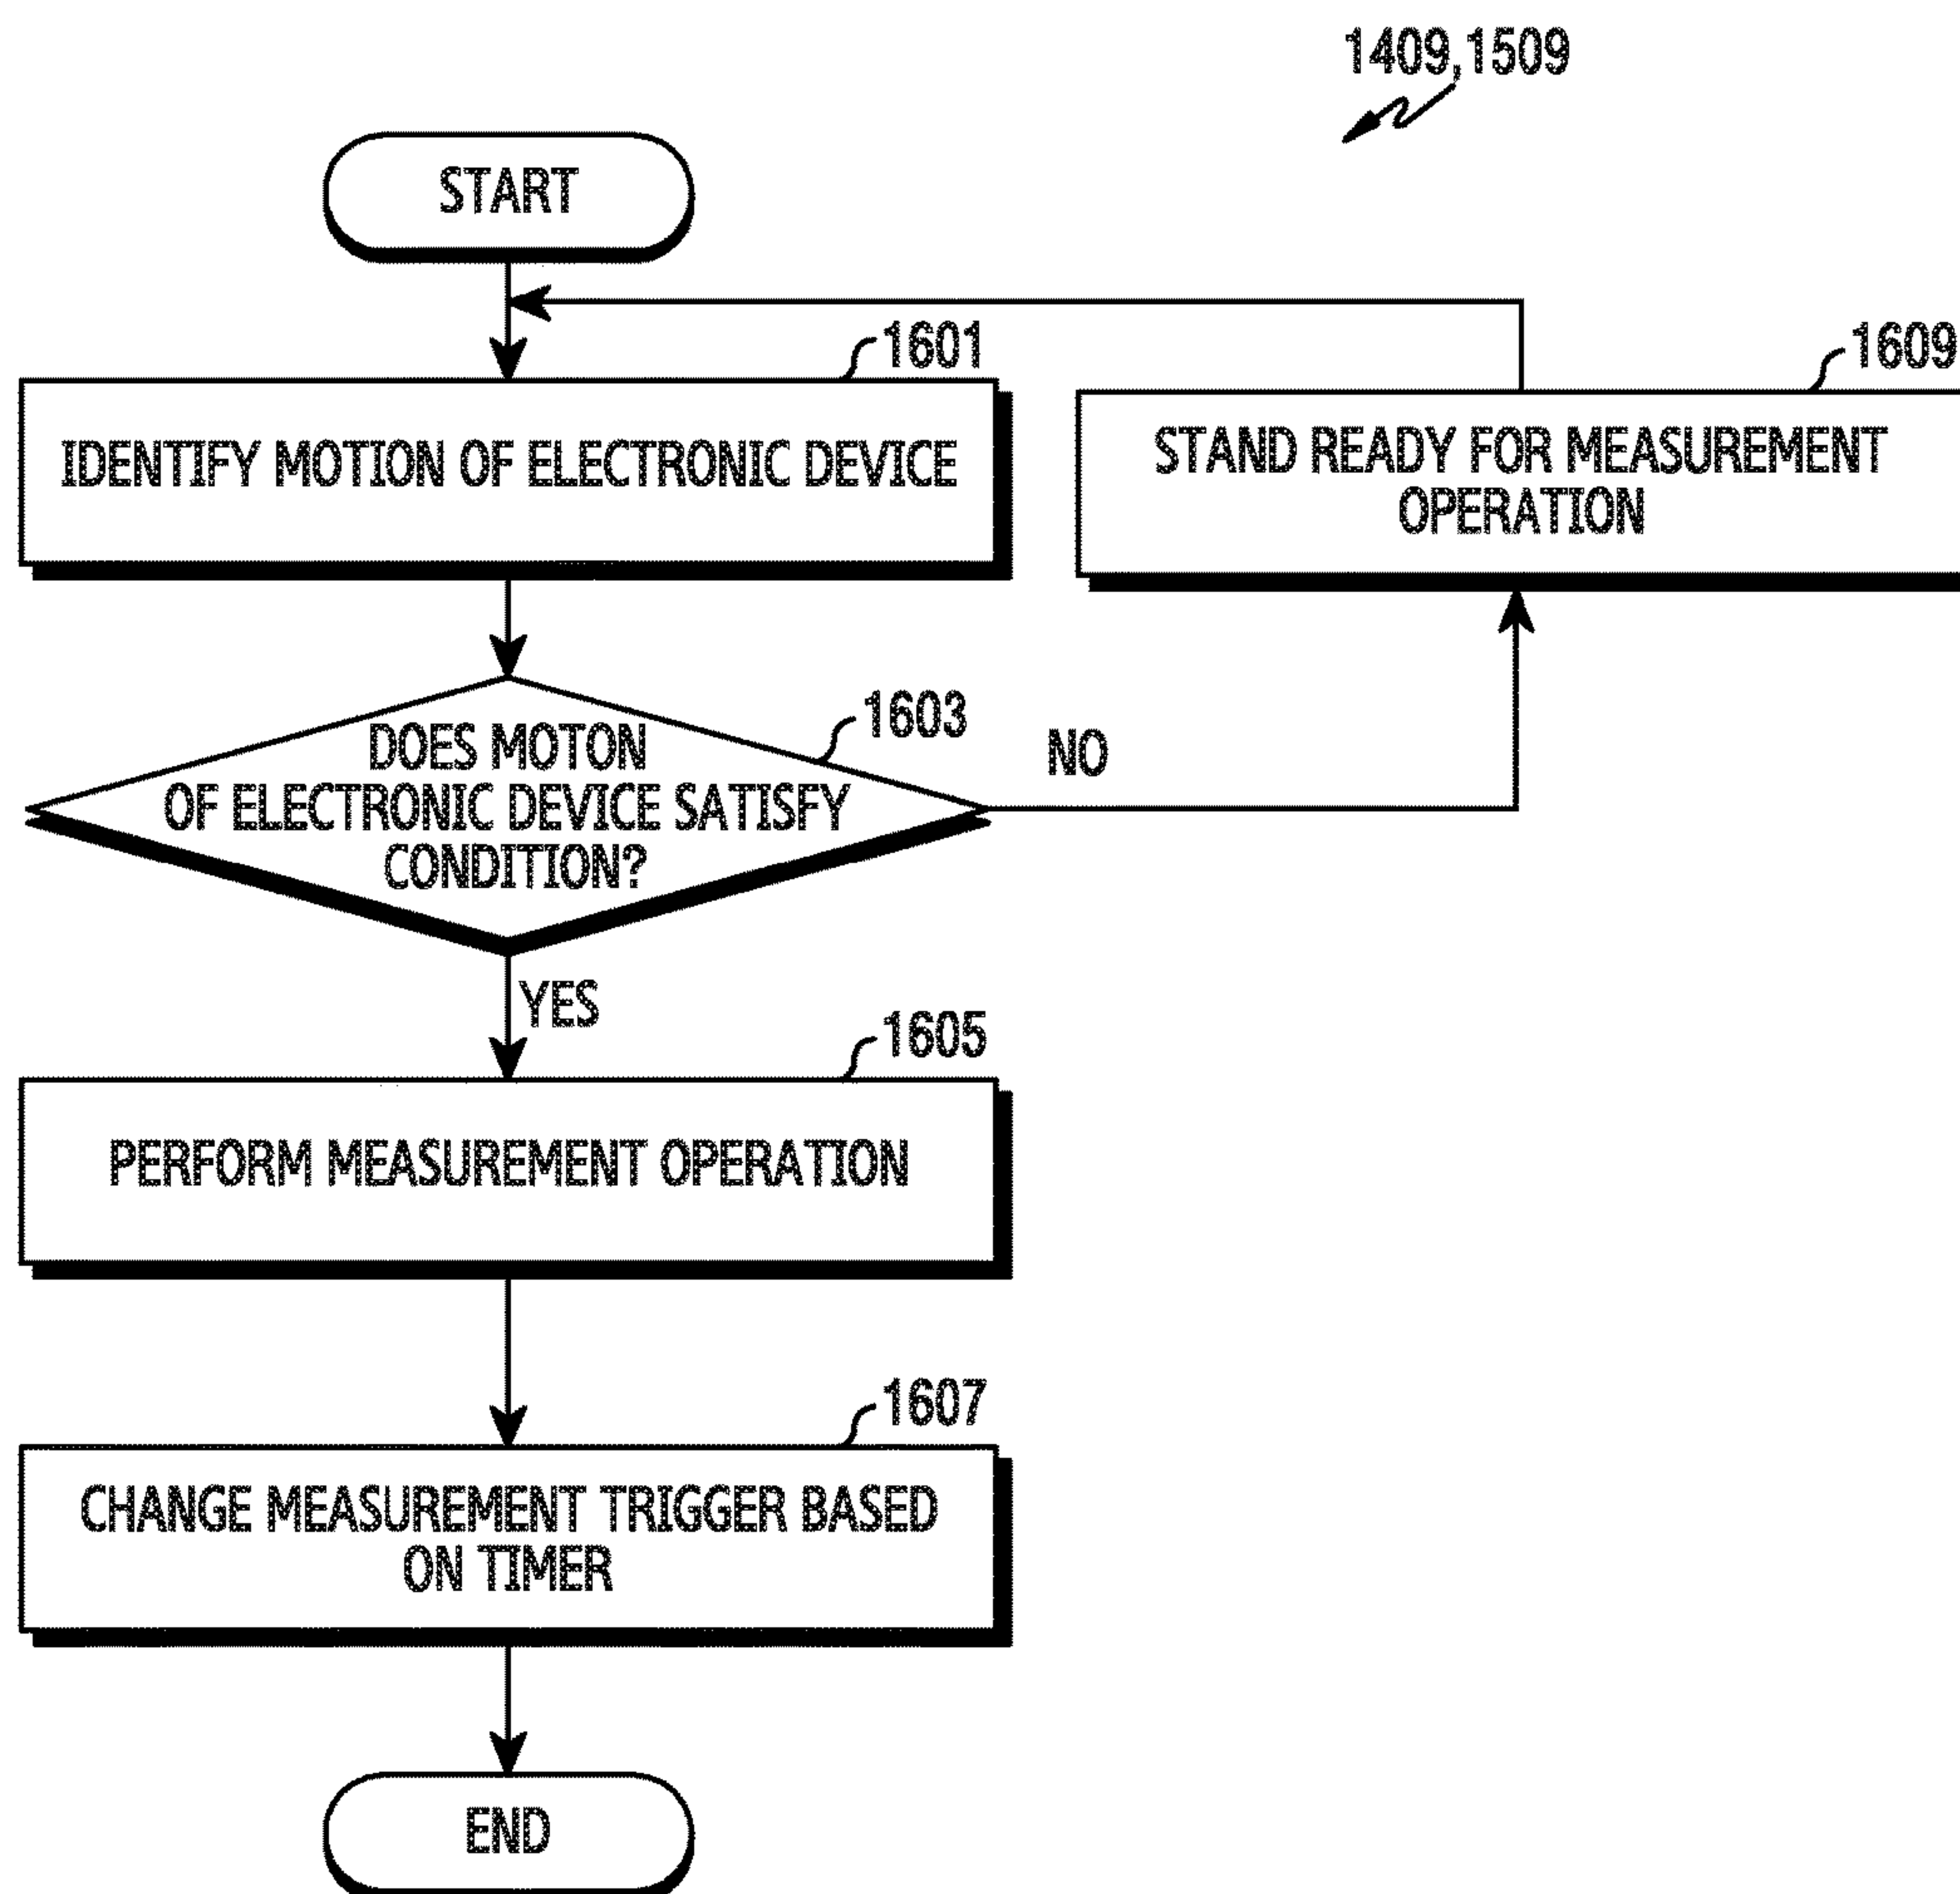 1409,1509
START
1601
IDENTIFY MOTION OF ELECTRONIC DEVICE
1609
STAND READY FOR MEASUREMENT
OPERATION
1603
DOES MOTON
OF ELECTRONIC DEVICE SATISFY
CONDITION?
NO
YES
1605
PERFORM MEASUREMENT OPERATION
1607
CHANGE MEASUREMENT TRIGGER BASED
ON TIMER
END